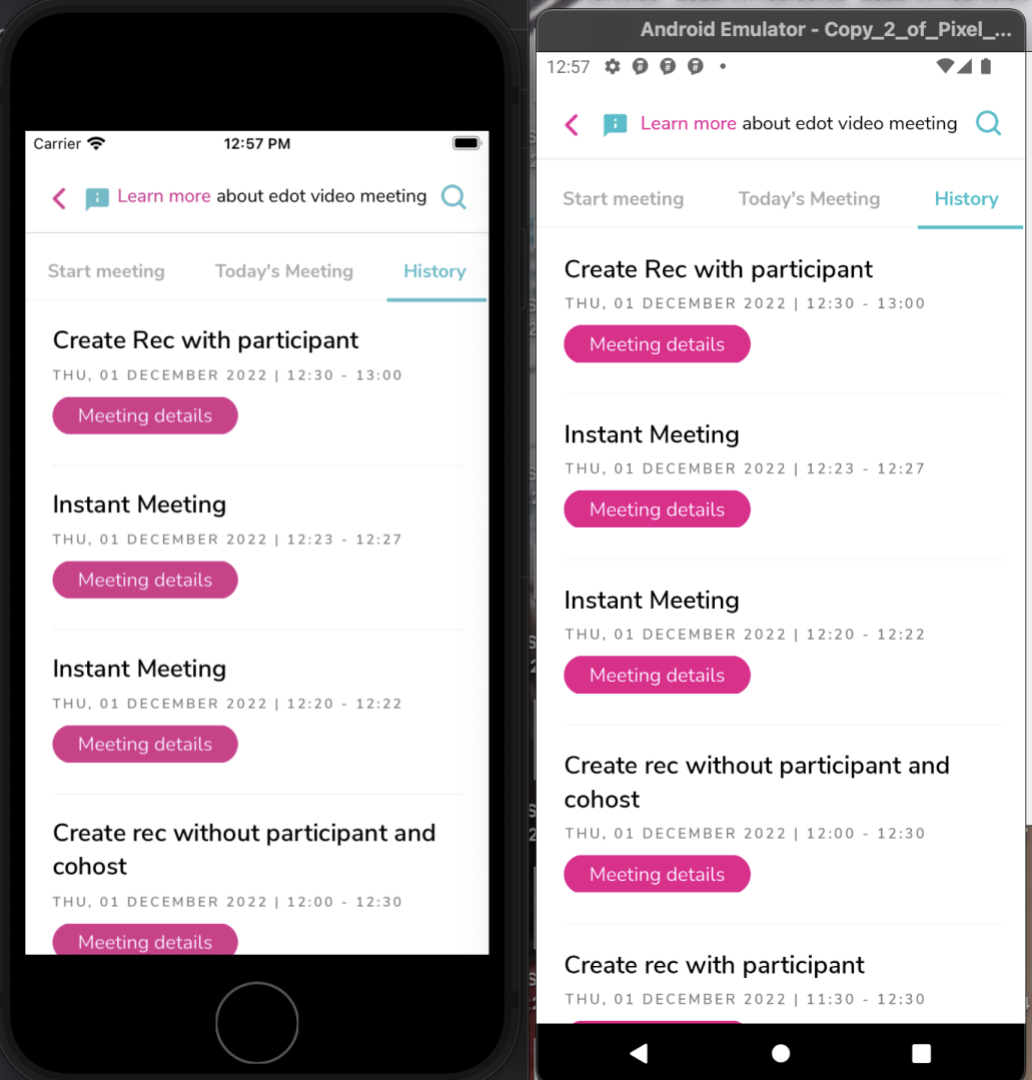 Carrier 12:57 PM
Learn more about edot video meeting
Start meeting Today's Meeting History
Create Rec with participant
THU, 01 DECEMBER 2022 | 12:30 - 13:00
Meeting details
Instant Meeting
THU, 01 DECEMBER 2022 | 12:23 - 12:27
Meeting details
Instant Meeting
THU, 01 DECEMBER 2022 | 12:20 - 12:22
Meeting details
Create rec without participant and
cohost
THU, 01 DECEMBER 2022 | 12:00 - 12:30
Meeting details
Android Emulator - Copy_2_of_Pixel_...
12:57
Learn more about edot video meeting
Start meeting Today's Meeting History
Create Rec with participant
THU, 01 DECEMBER 2022 | 12:30 - 13:00
Meeting details
Instant Meeting
THU, 01 DECEMBER 2022 | 12:23 - 12:27
Meeting details
Instant Meeting
THU, 01 DECEMBER 2022 | 12:20 - 12:22
Meeting details
Create rec without participant and
cohost
THU, 01 DECEMBER 2022 | 12:00 - 12:30
Meeting details
Create rec with participant
THU, 01 DECEMBER 2022 | 11:30 - 12:30